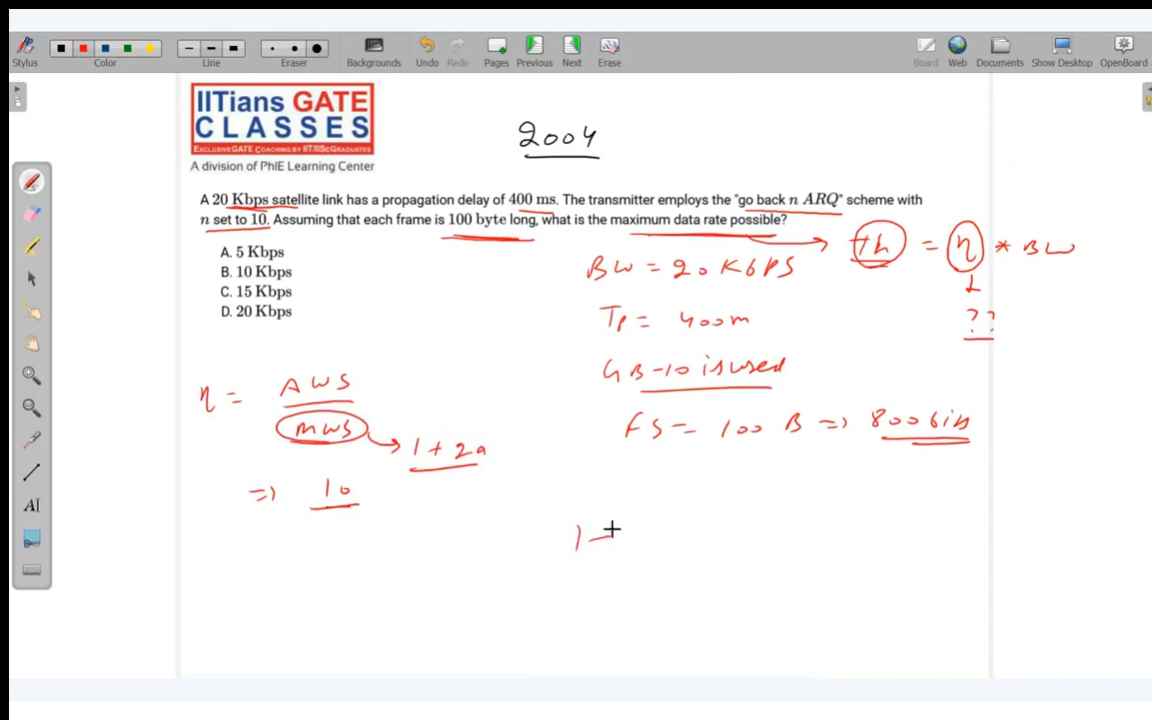 Stylus Color Line Eraser Backgrounds Undo Redo Pages Previous Next Erase Board Web Documents Show Desktop OpenBoard
IITians GATE
CLASSES
EXCLUSIVE GATE COACHING BY IIT/IISc GRADUATES
A division of PhIE Learning Center
2004
A 20 Kbps satellite link has a propagation delay of 400 ms. The transmitter employs the "go back n ARQ" scheme with
n set to 10. Assuming that each frame is 100 byte long, what is the maximum data rate possible?
A. 5 Kbps
B. 10 Kbps
C. 15 Kbps
D. 20 Kbps
th = η * BW
??
BW = 20 Kbps
Tp = 400m
GB-10 is used
FS = 100 B => 800 bits
η = AWS
MWS
1 + 2a
=> 10
1 -
AI